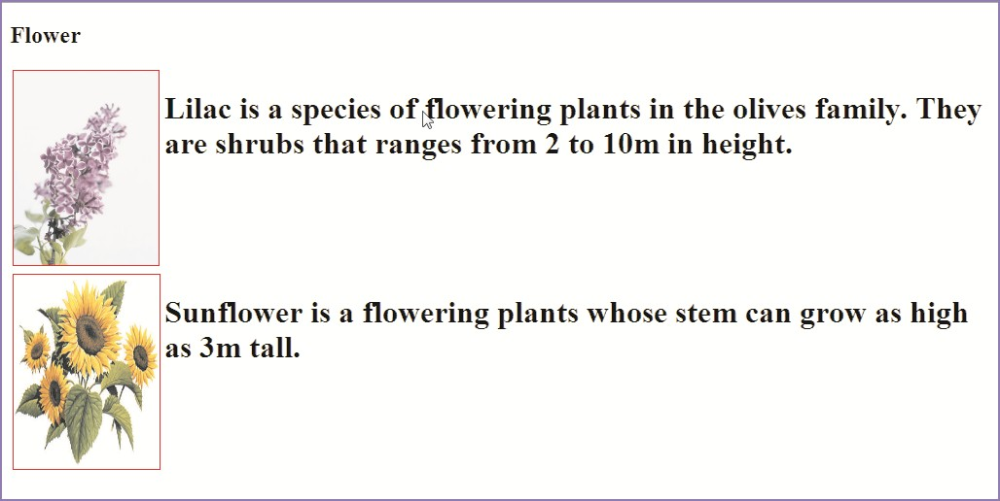 Flower
Lilac is a species of flowering plants in the olives family. They
are shrubs that ranges from 2 to 10m in height.
Sunflower is a flowering plants whose stem can grow as high
as 3m tall.